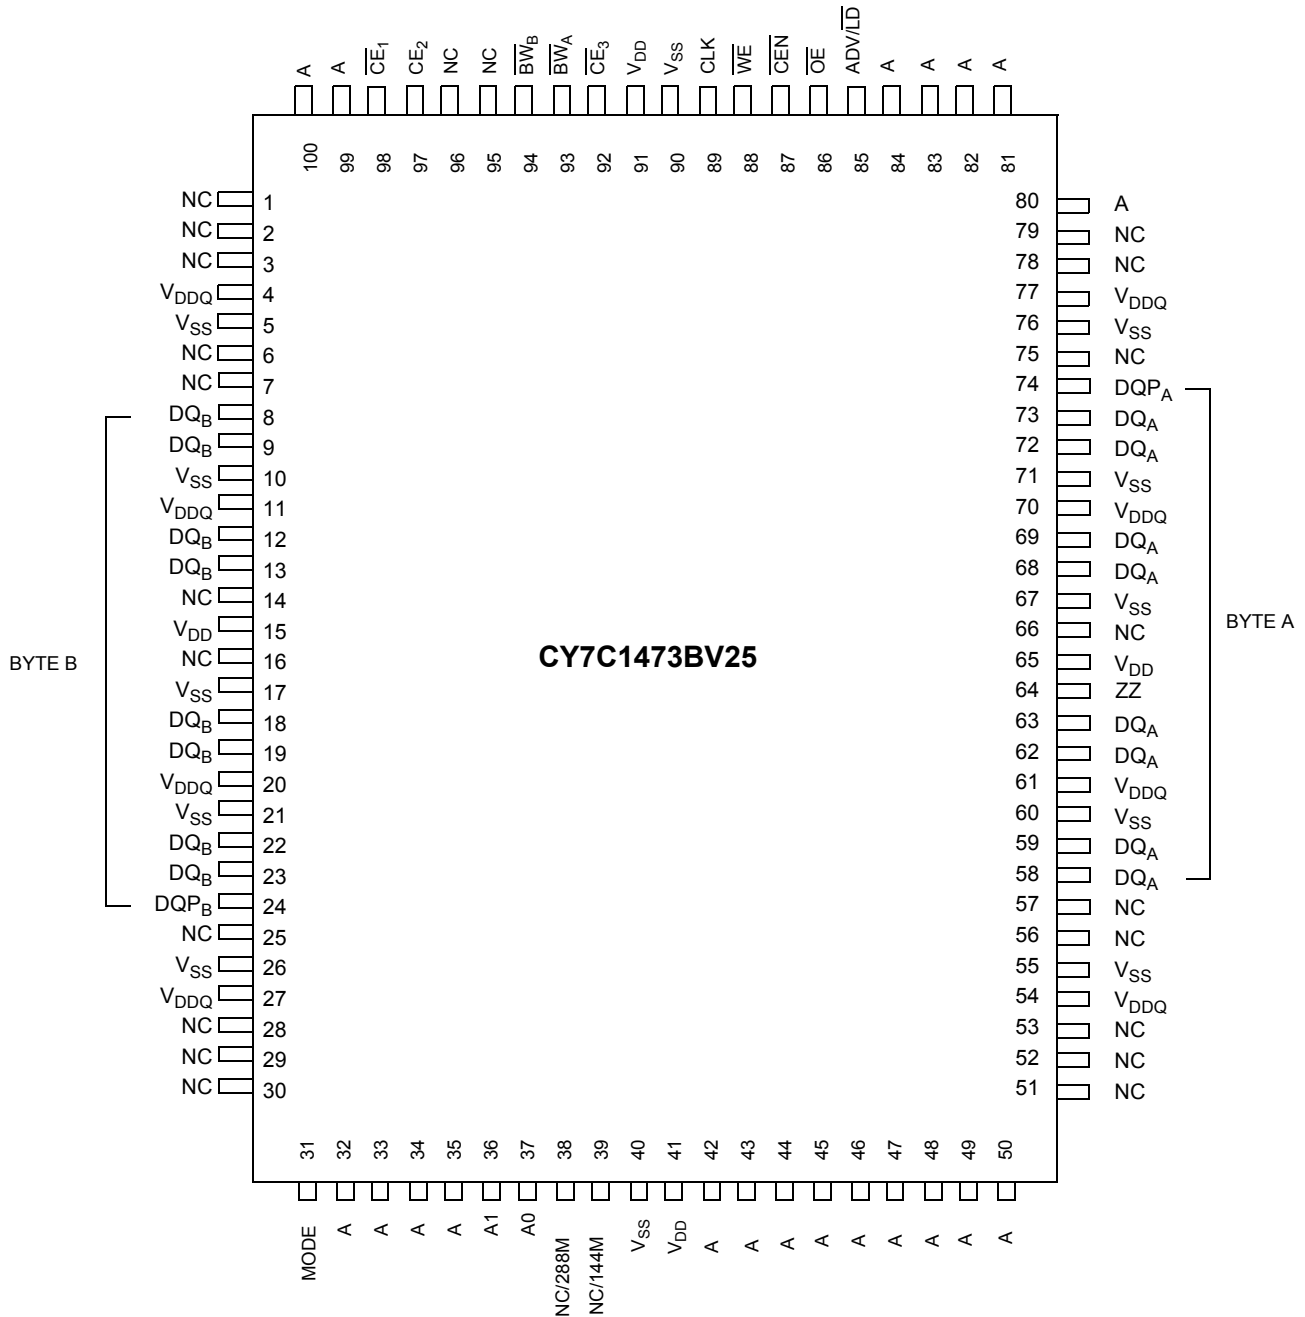 A A CE1 CE2 NC NC BWB BWA CE3 VDD VSS CLK WE CEN OE ADV/LD A A A A
100 99 98 97 96 95 94 93 92 91 90 89 88 87 86 85 84 83 82 81
NC 1
NC 2
NC 3
VDDQ 4
VSS 5
NC 6
NC 7
DQB 8
DQB 9
VSS 10
VDDQ 11
DQB 12
DQB 13
NC 14
VDD 15
NC 16
VSS 17
DQB 18
DQB 19
VDDQ 20
VSS 21
DQB 22
DQB 23
DQPB 24
NC 25
VSS 26
VDDQ 27
NC 28
NC 29
NC 30
BYTE B
CY7C1473BV25
80 A
79 NC
78 NC
77 VDDQ
76 VSS
75 NC
74 DQPA
73 DQA
72 DQA
71 VSS
70 VDDQ
69 DQA
68 DQA
67 VSS
66 NC
65 VDD
64 ZZ
63 DQA
62 DQA
61 VDDQ
60 VSS
59 DQA
58 DQA
57 NC
56 NC
55 VSS
54 VDDQ
53 NC
52 NC
51 NC
BYTE A
31 32 33 34 35 36 37 38 39 40 41 42 43 44 45 46 47 48 49 50
MODE A A A A A1 A0 NC/288M NC/144M VSS VDD A A A A A A A A A